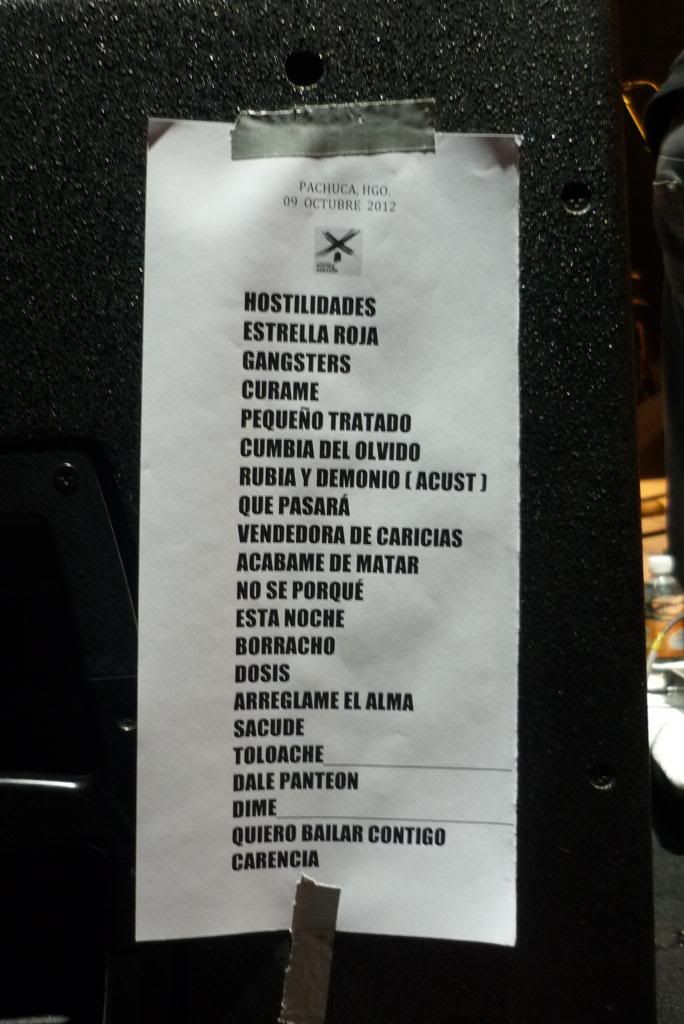 PACHUCA, HGO.
09 OCTUBRE 2012
HOSTILIDADES
ESTRELLA ROJA
GANGSTERS
CURAME
PEQUEÑO TRATADO
CUMBIA DEL OLVIDO
RUBIA Y DEMONIO ( ACUST )
QUE PASARÁ
VENDEDORA DE CARICIAS
ACABAME DE MATAR
NO SE PORQUÉ
ESTA NOCHE
BORRACHO
DOSIS
ARREGLAME EL ALMA
SACUDE
TOLOACHE
DALE PANTEON
DIME
QUIERO BAILAR CONTIGO
CARENCIA